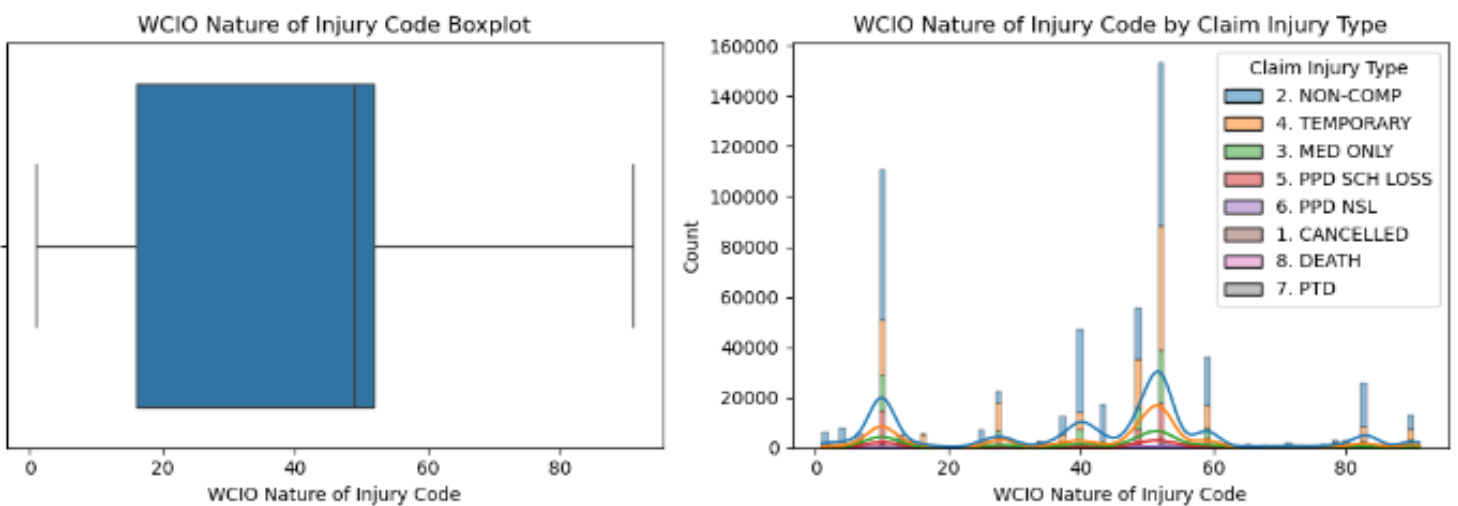 WCIO Nature of Injury Code Boxplot
0 20 40 60 80
WCIO Nature of Injury Code
WCIO Nature of Injury Code by Claim Injury Type
160000
140000
120000
100000
80000
60000
40000
20000
0
Count
Claim Injury Type
2. NON-COMP
4. TEMPORARY
3. MED ONLY
5. PPD SCH LOSS
6. PPD NSL
1. CANCELLED
8. DEATH
7. PTD
0 20 40 60 80
WCIO Nature of Injury Code